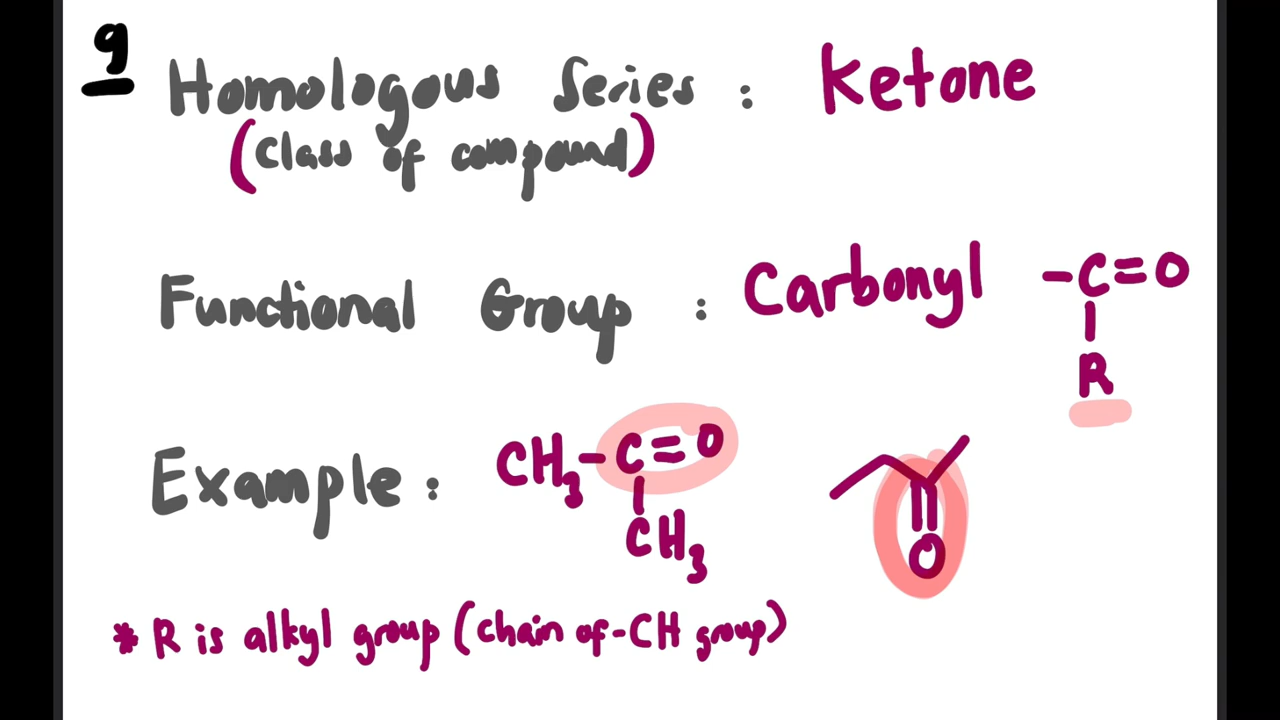 9
Homologous Series : Ketone
(Class of compound)
Functional Group : Carbonyl -C=O
R
Example : CH₃-C=O
CH₃
O
* R is alkyl group (chain of -CH group)